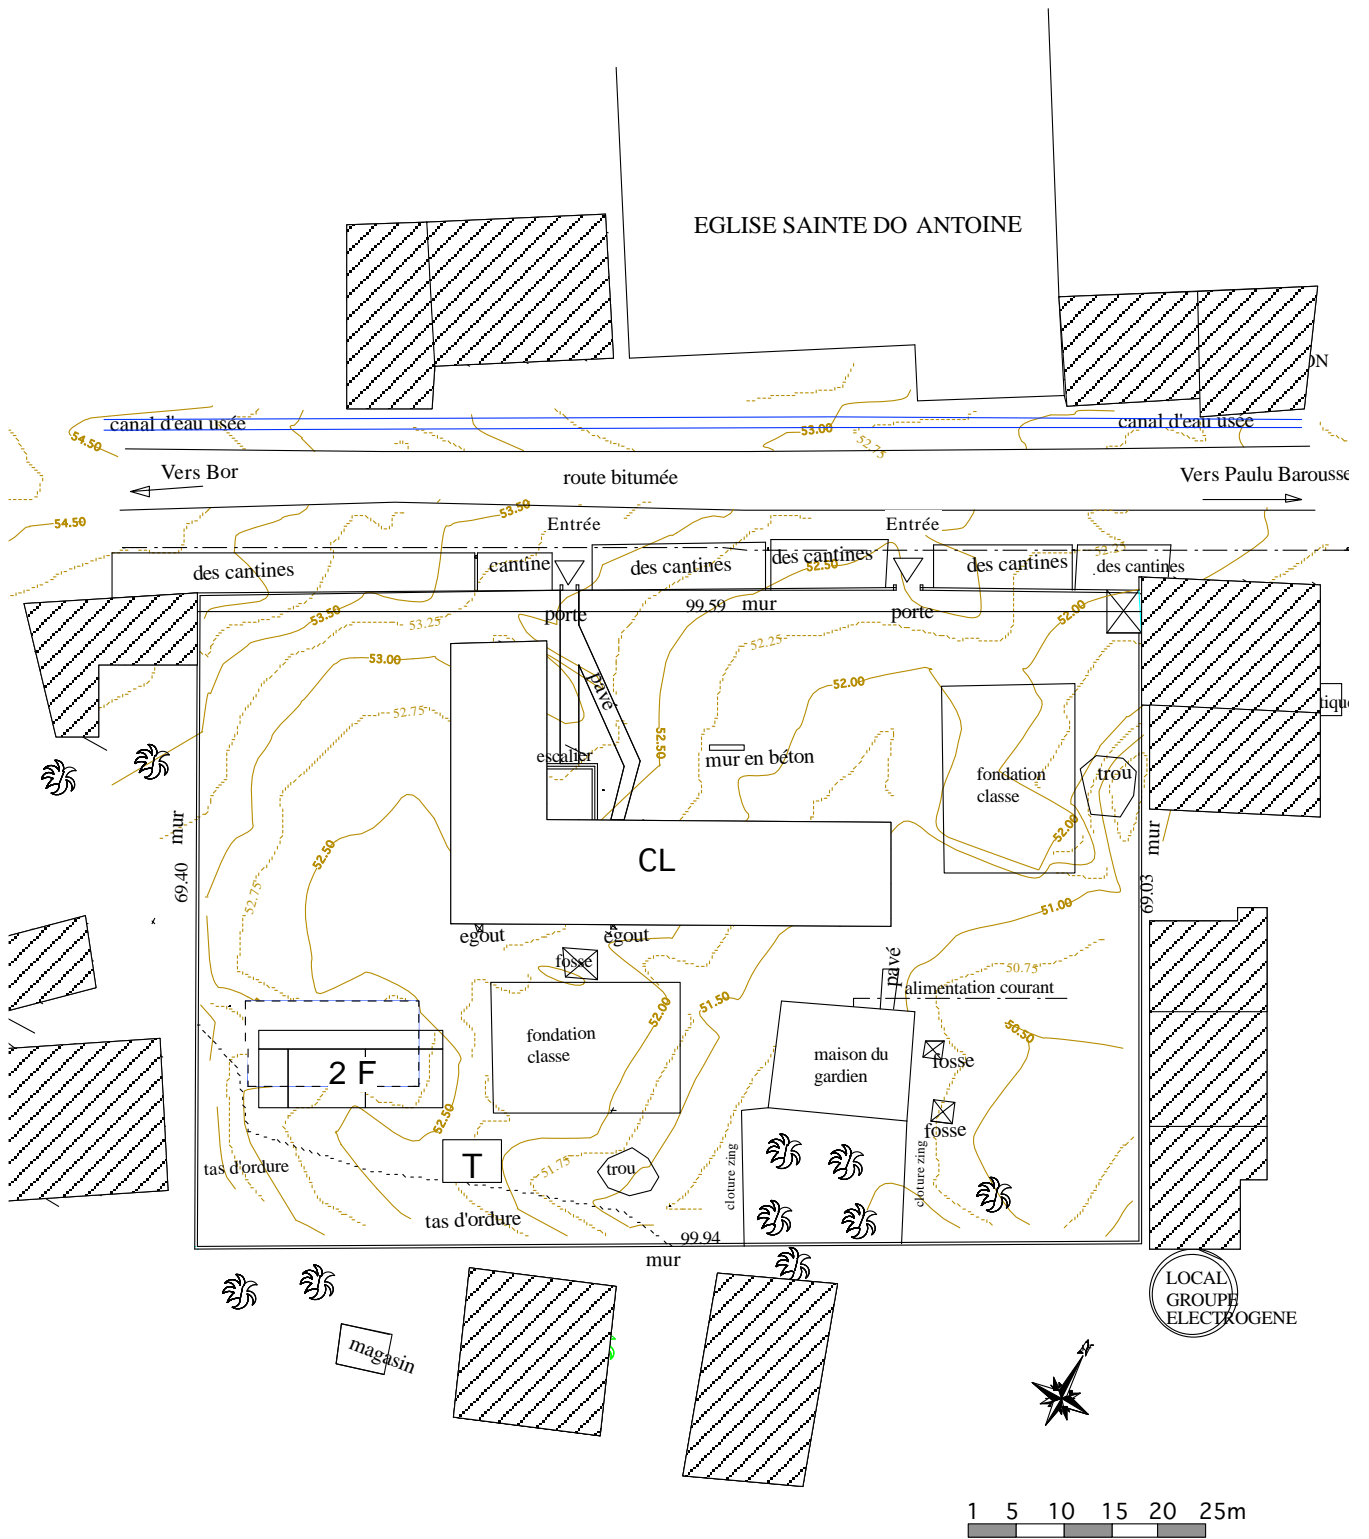 EGLISE SAINTE DO ANTOINE
ON
canal d'eau usée
53.00
canal d'eau usée
54.50
52.75
Vers Bor
route bitumée
Vers Paulu Barousse
54.50
53.50
Entrée
Entrée
52.25
des cantines
cantine
des cantines
des cantines
52.50
des cantines
des cantines
porte
99.59
mur
porte
53.50
53.25
52.00
52.25
53.00
52.00
pavé
tique
52.75
52.50
escalier
mur en béton
fondation
classe
trou
mur
52.00
mur
52.50
CL
69.40
52.75
69.03
51.00
egout
egout
fosse
pavé
50.75
alimentation courant
52.00
51.50
fondation
classe
50.50
maison du
gardien
fosse
2 F
52.50
fosse
tas d'ordure
T
51.75
trou
cloture zing
cloture zing
tas d'ordure
99.94
mur
LOCAL
GROUPE
ELECTROGENE
magasin
N
1 5 10 15 20 25m